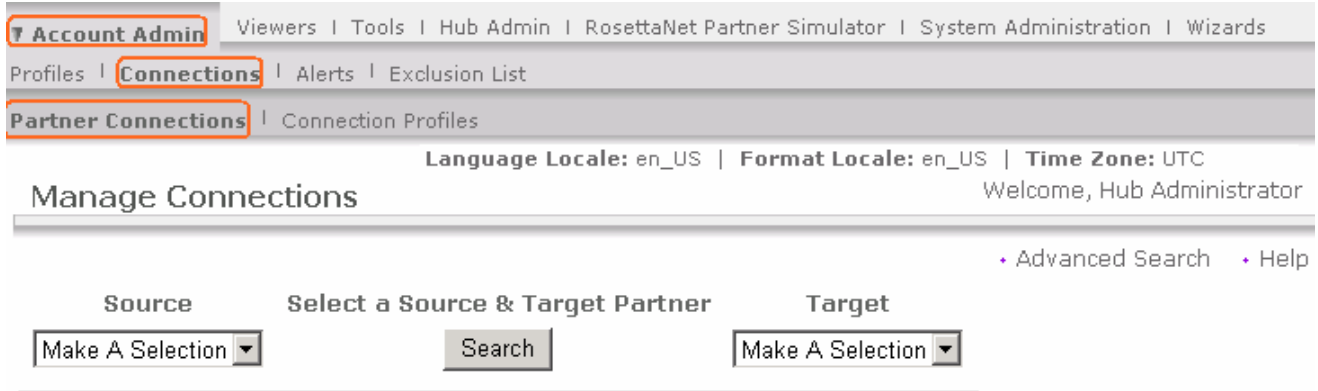 Account Admin Viewers | Tools | Hub Admin | RosettaNet Partner Simulator | System Administration | Wizards
Profiles | Connections | Alerts | Exclusion List
Partner Connections | Connection Profiles
Language Locale: en_US | Format Locale: en_US | Time Zone: UTC
Manage Connections Welcome, Hub Administrator
Advanced Search Help
Source Select a Source & Target Partner Target
Make A Selection Search Make A Selection